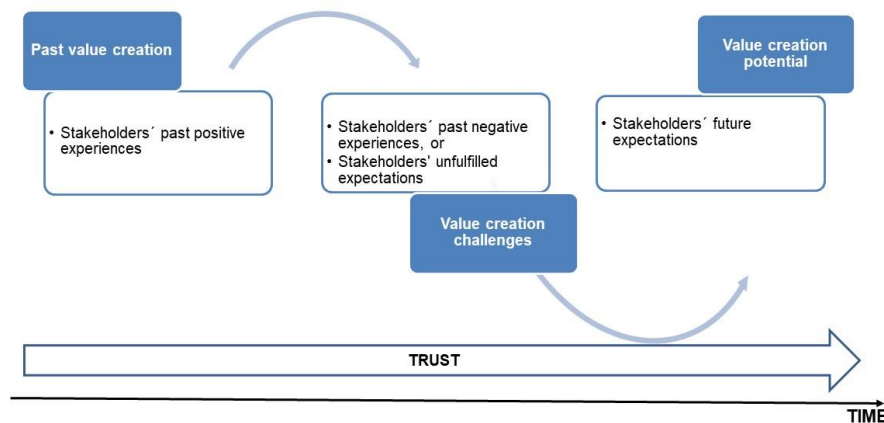 Past value creation
• Stakeholders´ past positive
experiences
• Stakeholders´ past negative
experiences, or
• Stakeholders' unfulfilled
expectations
Value creation
challenges
Value creation
potential
• Stakeholders´ future
expectations
TRUST
TIME